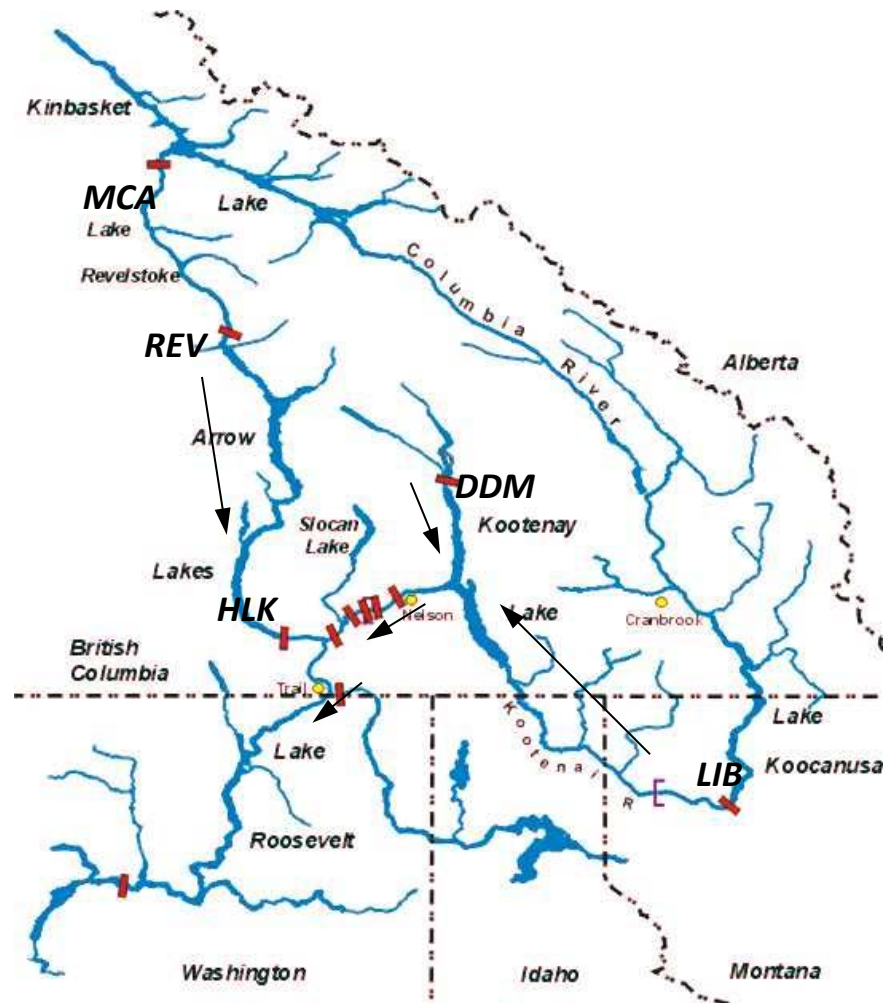 Kinbasket
MCA
Lake
Lake
Revelstoke
Columbia
River
REV
Alberta
Arrow
DDM
Slocan
Lake
Kootenay
Lakes
HLK
Nelson
Lake
Cranbrook
British
Columbia
Trail
Lake
Kootenai R
Lake
Koocanusa
LIB
Roosevelt
Washington
Idaho
Montana